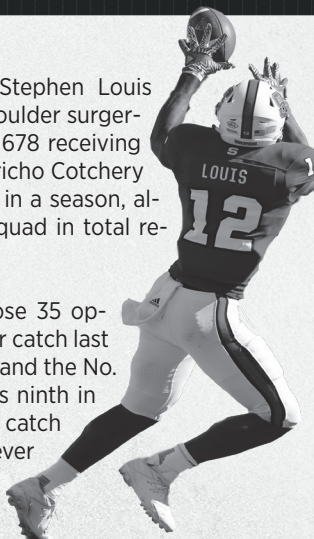 Stephen Louis
oulder surger-
678 receiving
richo Cotchery
in a season, al-
quad in total re-
LOUIS
12
ose 35 op-
r catch last
and the No.
s ninth in
catch
ever